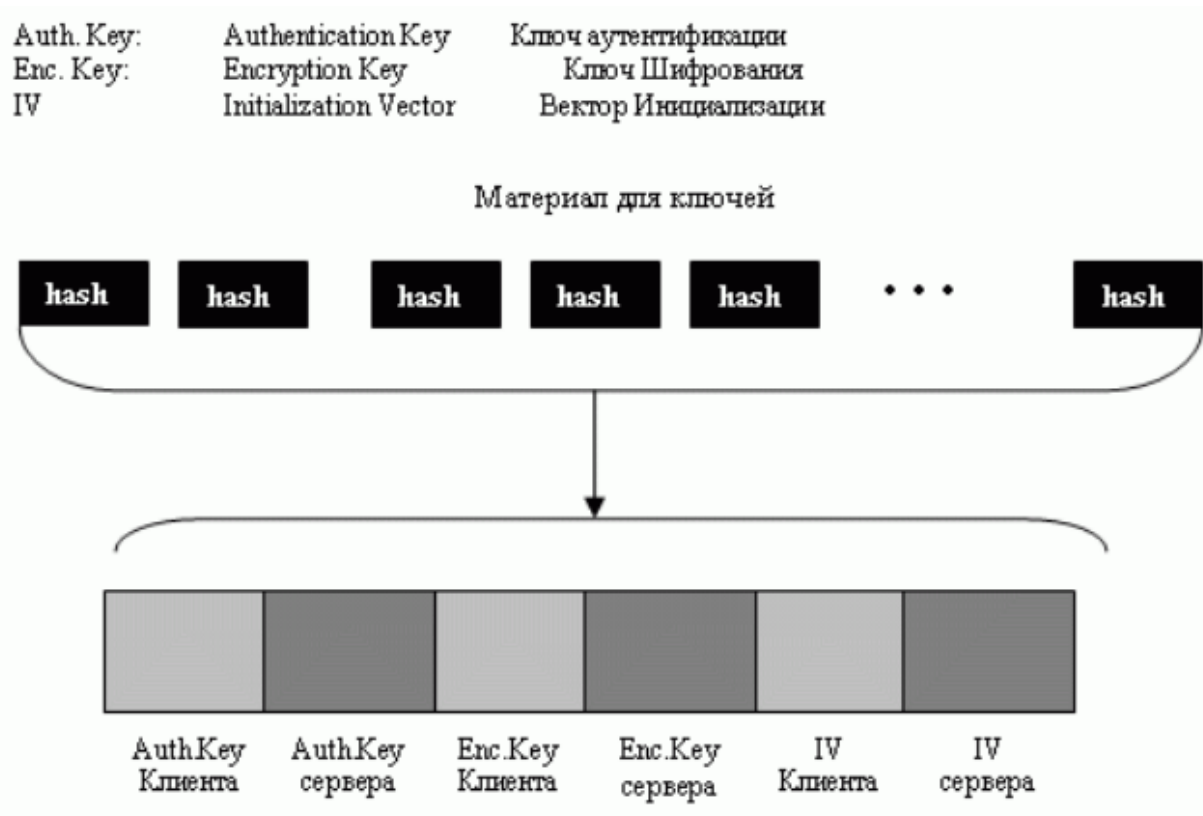 Auth. Key: Authentication Key Ключ аутентификации
Enc. Key: Encryption Key Ключ Шифрования
IV Initialization Vector Вектор Инициализации
Материал для ключей
hash hash hash hash hash • • • hash
Auth.Key Auth.Key Enc.Key Enc.Key IV IV
Клиента сервера Клиента сервера Клиента сервера